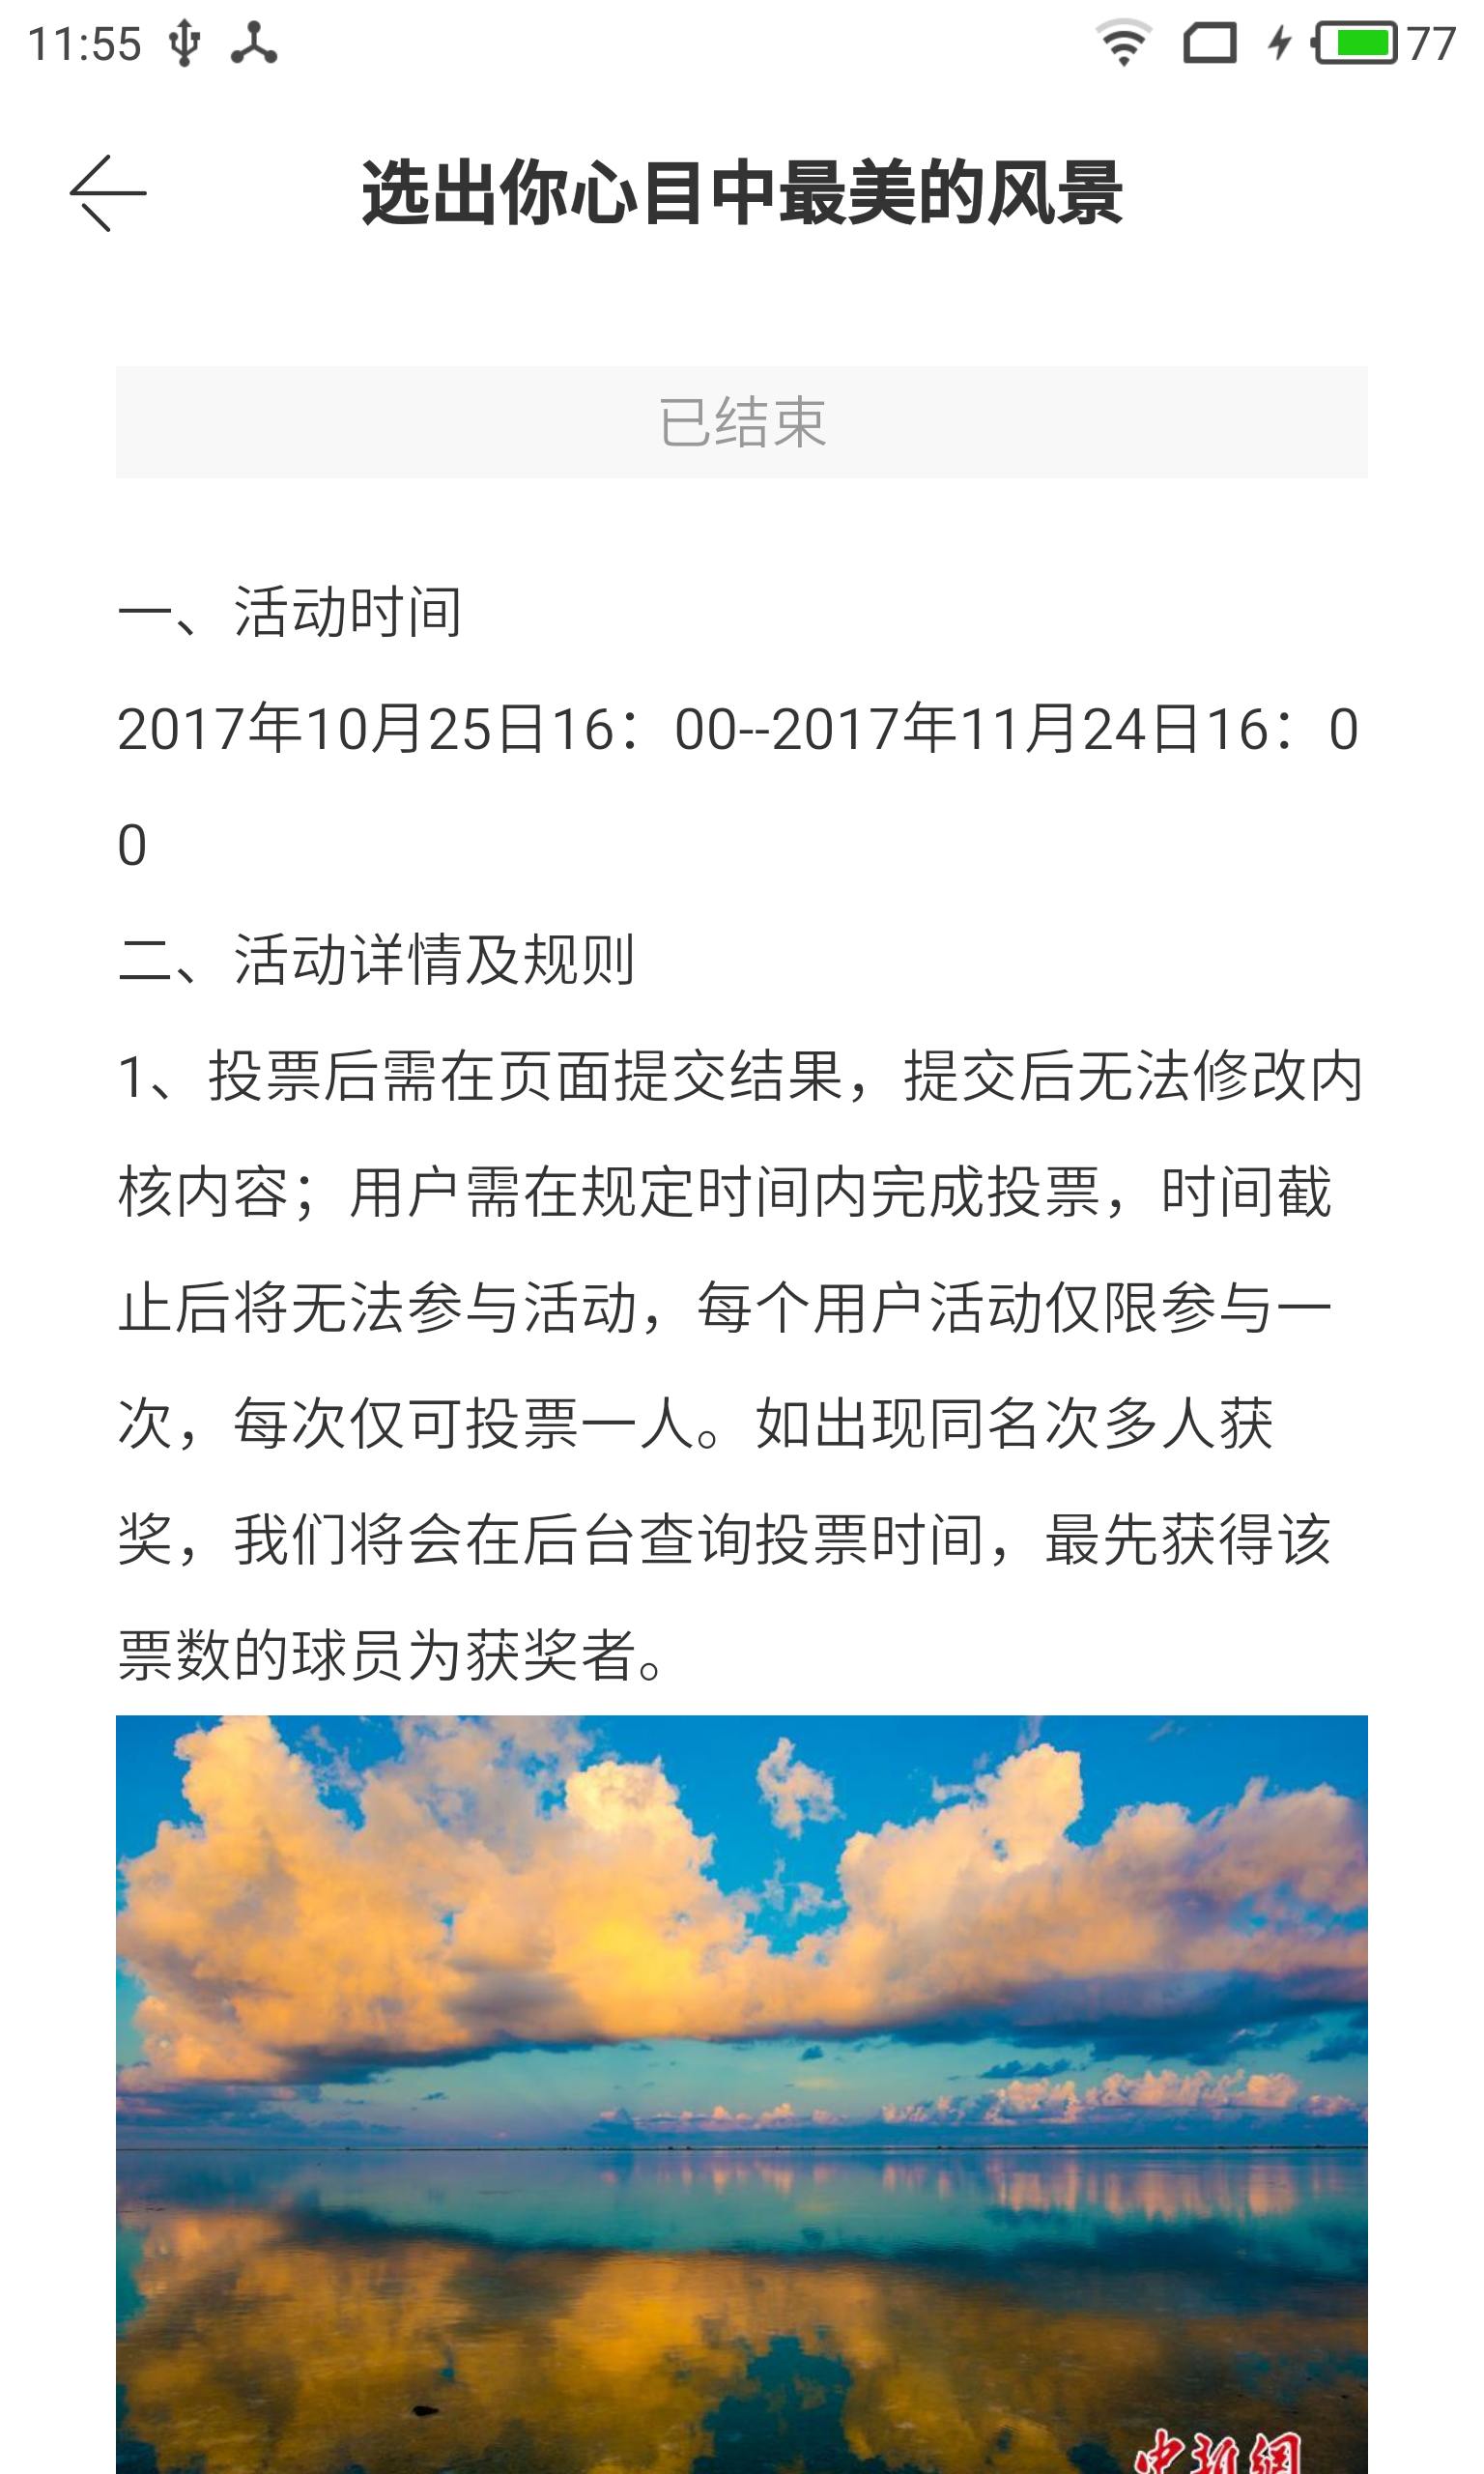 11:55
77
选出你心目中最美的风景
已结束
一、活动时间
2017年10月25日16：00--2017年11月24日16：0
0
二、活动详情及规则
1、投票后需在页面提交结果，提交后无法修改内
核内容；用户需在规定时间内完成投票，时间截
止后将无法参与活动，每个用户活动仅限参与一
次，每次仅可投票一人。如出现同名次多人获
奖，我们将会在后台查询投票时间，最先获得该
票数的球员为获奖者。
中新網